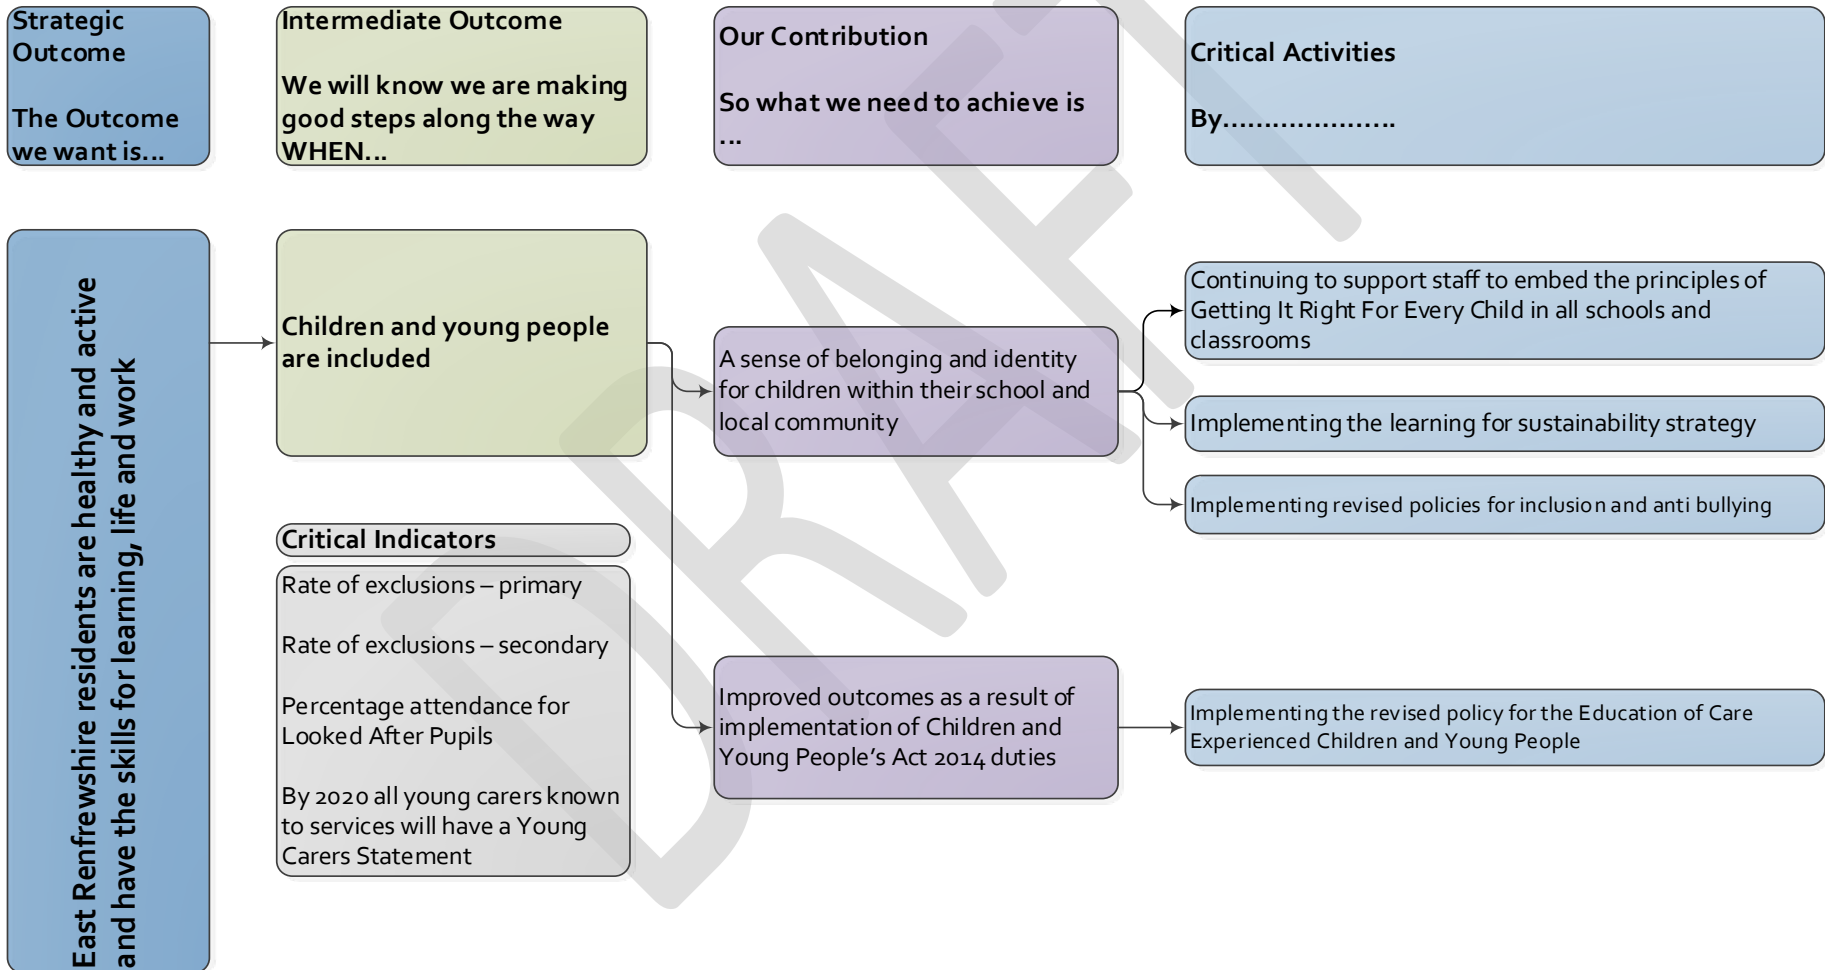 Strategic
Outcome
The Outcome
we want is...
Intermediate Outcome
We will know we are making
good steps along the way
WHEN...
Our Contribution
So what we need to achieve is
...
Critical Activities
By.....................
East Renfrewshire residents are healthy and active
and have the skills for learning, life and work
Children and young people
are included
Critical Indicators
Rate of exclusions – primary
Rate of exclusions – secondary
Percentage attendance for
Looked After Pupils
By 2020 all young carers known
to services will have a Young
Carers Statement
A sense of belonging and identity
for children within their school and
local community
Improved outcomes as a result of
implementation of Children and
Young People’s Act 2014 duties
Continuing to support staff to embed the principles of
Getting It Right For Every Child in all schools and
classrooms
Implementing the learning for sustainability strategy
Implementing revised policies for inclusion and anti bullying
Implementing the revised policy for the Education of Care
Experienced Children and Young People
DRAFT